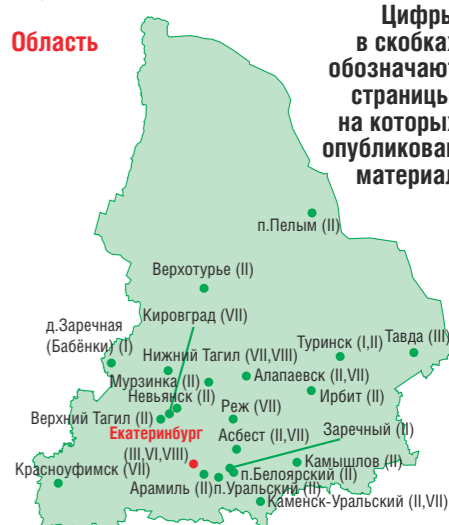 Область
Цифры
в скобках
обозначают
страницы,
на которых
опубликован
материал
п.Пелым (II)
Верхотурье (II)
Кировград (VII)
д.Заречная
(Бабёнки) (I)
Нижний Тагил (VII,VIII)
Туринск (I,II)
Тавда (III)
Мурзинка (II)
Алапаевск (II,VII)
Невьянск (II)
Ирбит (II)
Верхний Тагил (II)
Реж (VII)
Екатеринбург
(III,VI,VIII)
Асбест (II,VII)
Заречный (II)
Красноуфимск (VII)
Камышлов (II)
п.Белоярский (II)
Арамиль (II)
п.Уральский (II)
Каменск-Уральский (II,VII)